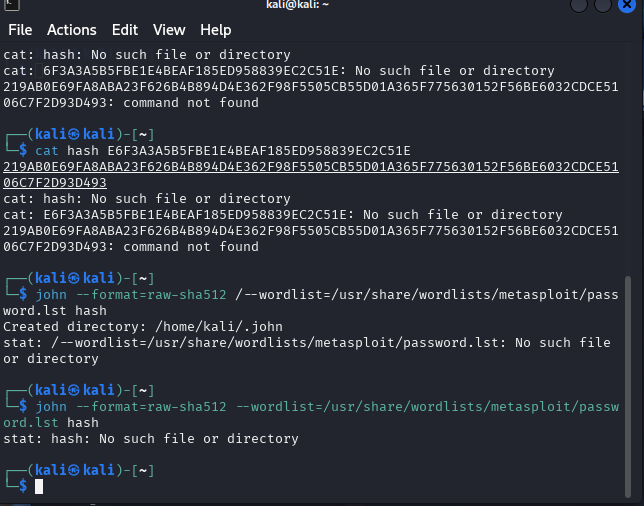 kali@kali: ~
File Actions Edit View Help
cat: hash: No such file or directory
cat: 6F3A3A5B5FBE1E4BEAF185ED958839EC2C51E: No such file or directory
219AB0E69FA8ABA23F626B4B894D4E362F98F5505CB55D01A365F775630152F56BE6032CDCE51
06C7F2D93D493: command not found
┌──(kali㉿kali)-[~]
└─$ cat hash E6F3A3A5B5FBE1E4BEAF185ED958839EC2C51E
219AB0E69FA8ABA23F626B4B894D4E362F98F5505CB55D01A365F775630152F56BE6032CDCE51
06C7F2D93D493
cat: hash: No such file or directory
cat: E6F3A3A5B5FBE1E4BEAF185ED958839EC2C51E: No such file or directory
219AB0E69FA8ABA23F626B4B894D4E362F98F5505CB55D01A365F775630152F56BE6032CDCE51
06C7F2D93D493: command not found
┌──(kali㉿kali)-[~]
└─$ john --format=raw-sha512 /--wordlist=/usr/share/wordlists/metasploit/pass
word.lst hash
Created directory: /home/kali/.john
stat: /--wordlist=/usr/share/wordlists/metasploit/password.lst: No such file
or directory
┌──(kali㉿kali)-[~]
└─$ john --format=raw-sha512 --wordlist=/usr/share/wordlists/metasploit/passw
ord.lst hash
stat: hash: No such file or directory
┌──(kali㉿kali)-[~]
└─$